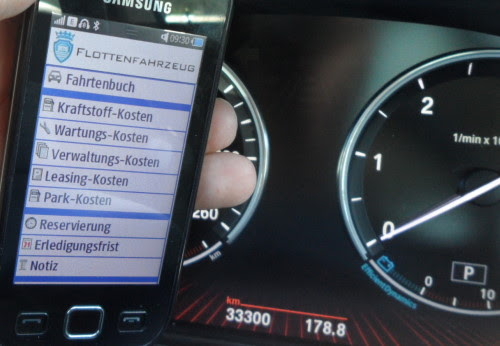 SAMSUNG
09:30
FLOTTENFAHRZEUG
Fahrtenbuch
Kraftstoff-Kosten
Wartungs-Kosten
Verwaltungs-Kosten
Leasing-Kosten
Park-Kosten
Reservierung
Erledigungsfrist
Notiz
260
km
33300 178.8
2
1
0
1/min x 10
P
0
10
EfficientDynamics